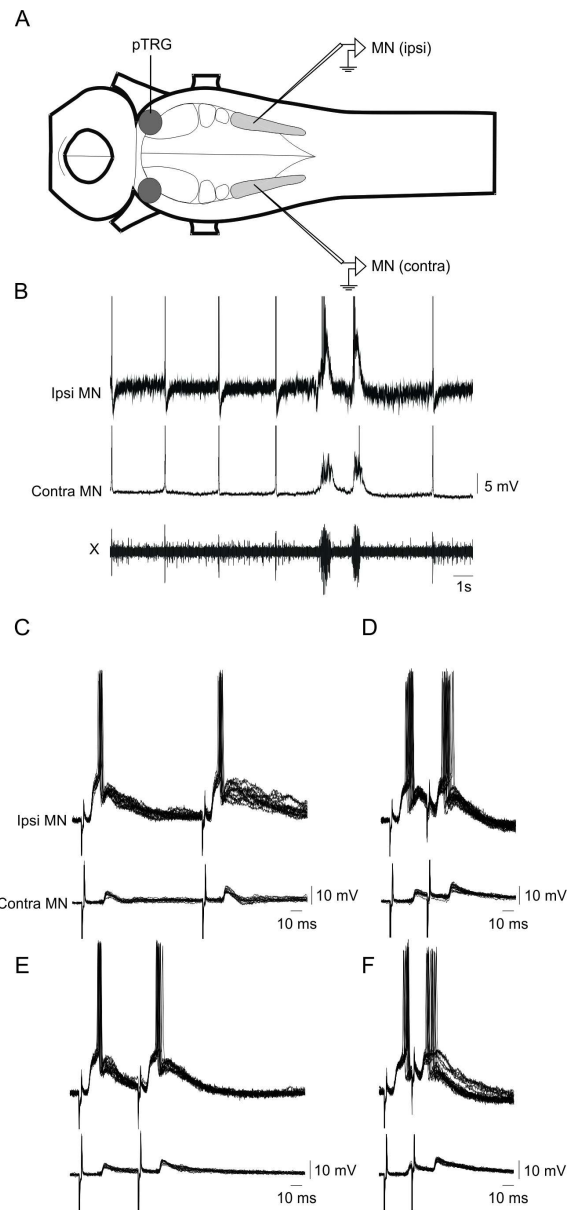 A
pTRG
MN (ipsi)
MN (contra)
B
Ipsi MN
Contra MN
5 mV
X
1s
C
D
Ipsi MN
Contra MN
10 mV
10 ms
10 mV
10 ms
E
F
10 mV
10 ms
10 mV
10 ms